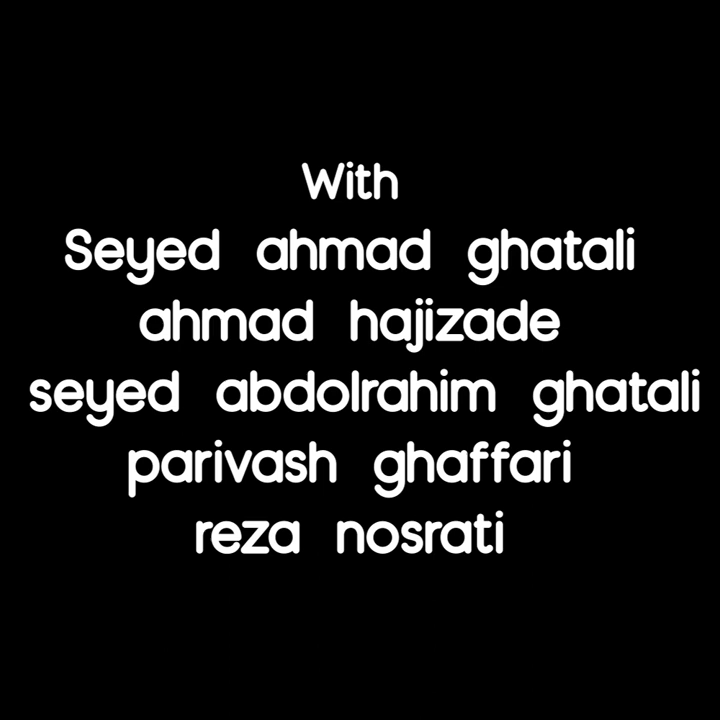 With
Seyed ahmad ghatali
ahmad hajizade
seyed abdolrahim ghatali
parivash ghaffari
reza nosrati